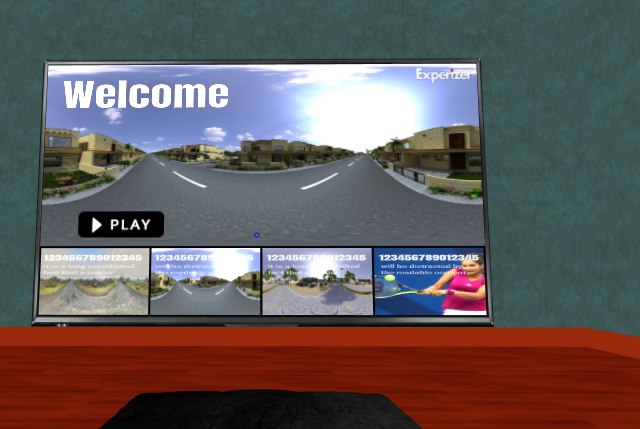 Experizer
Welcome
PLAY
123456789012345
it is a long established
fact that a reader
123456789012345
will be distracted by
the readable content
123456789012345
it is a long established
fact that a reader
123456789012345
will be distracted by
the readable content